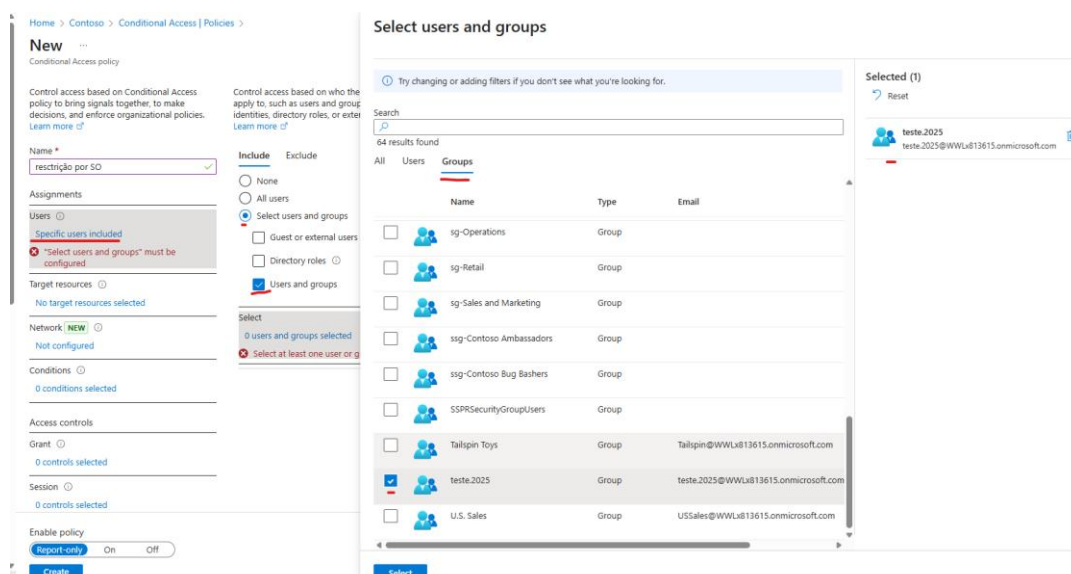 Home > Contoso > Conditional Access | Policies >
New ...
Conditional Access policy
Control access based on Conditional Access
policy to bring signals together, to make
decisions, and enforce organizational policies.
Learn more
Name *
resctrição por SO
Assignments
Users
Specific users included
"Select users and groups" must be
configured
Target resources
No target resources selected
Network NEW
Not configured
Conditions
0 conditions selected
Access controls
Grant
0 controls selected
Session
0 controls selected
Enable policy
Report-only On Off
Create
Control access based on who the
apply to, such as users and group
identities, directory roles, or exter
Learn more
Include Exclude
None
All users
Select users and groups
Guest or external users
Directory roles
Users and groups
Select
0 users and groups selected
Select at least one user or g
Select users and groups
Try changing or adding filters if you don't see what you're looking for.
Search
64 results found
All Users Groups
Name Type Email
sg-Operations Group
sg-Retail Group
sg-Sales and Marketing Group
ssg-Contoso Ambassadors Group
ssg-Contoso Bug Bashers Group
SSPRSecurityGroupUsers Group
Tailspin Toys Group Tailspin@WWLx813615.onmicrosoft.com
teste.2025 Group teste.2025@WWLx813615.onmicrosoft.com
U.S. Sales Group USSales@WWLx813615.onmicrosoft.com
Select
Selected (1)
Reset
teste.2025
teste.2025@WWLx813615.onmicrosoft.com